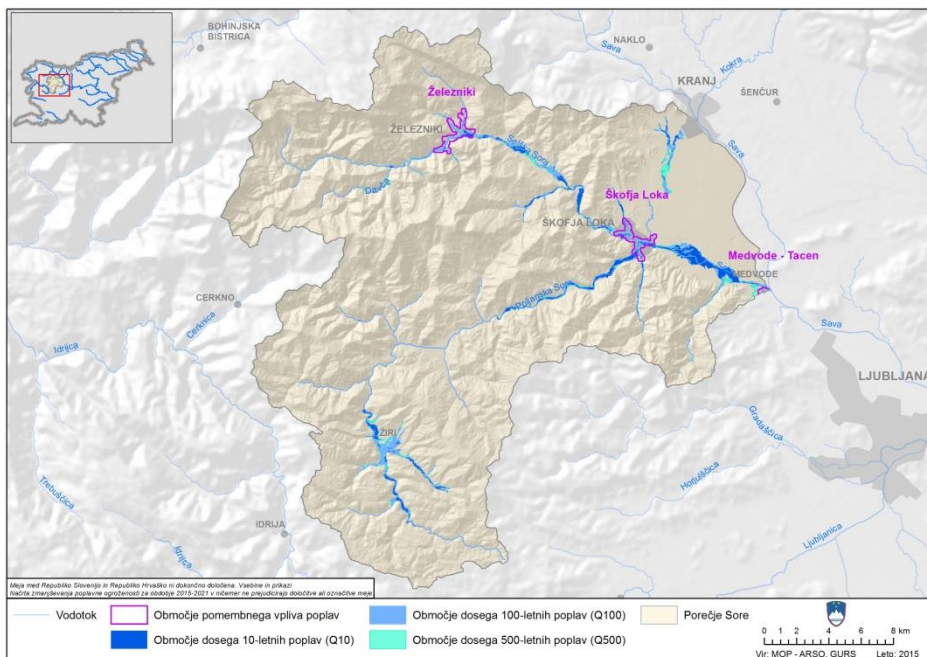 BOHINJSKA
BISTRICA
NAKLO
Sava
Kokra
KRANJ
ŠENČUR
Železniki
ŽELEZNIKI
Selška Sora
Davča
Sava
Škofja Loka
ŠKOFJA LOKA
Medvode - Tacen
MEDVODE
Poljanska Sora
CERKNO
Cerknica
Idrijca
Sava
LJUBLJANA
Gradaščica
ŽIRI
Horjulščica
Trebuščica
IDRIJA
Idrijca
Ljubljanica
Meja med Republiko Slovenijo in Republiko Hrvaško ni dokončno določena. Vsebine in prikazi
Načrta zmanjševanja poplavne ogroženosti za obdobje 2015-2021 v ničemer ne prejudicirajo določitve ali označitve meje.
Vodotok
Območje pomembnega vpliva poplav
Območje dosega 100-letnih poplav (Q100)
Porečje Sore
Območje dosega 10-letnih poplav (Q10)
Območje dosega 500-letnih poplav (Q500)
0 2 4 6 8 km
Vir: MOP - ARSO, GURS Leto: 2015